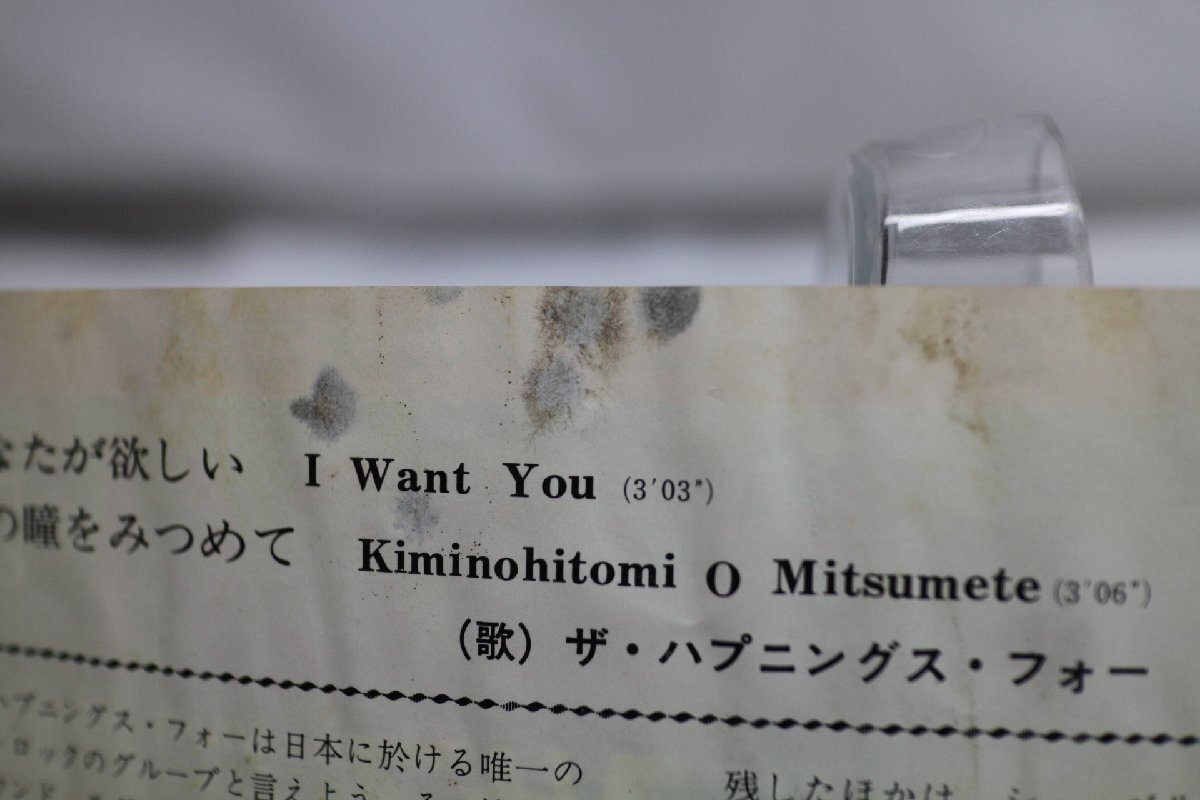 なたが欲しい I Want You (3'03")
の瞳をみつめて Kiminohitomi O Mitsumete (3'06")
（歌）ザ・ハプニングス・フォー
ハプニングス・フォーは日本に於ける唯一の
ロックのグループと言えよう。
残したほかは、